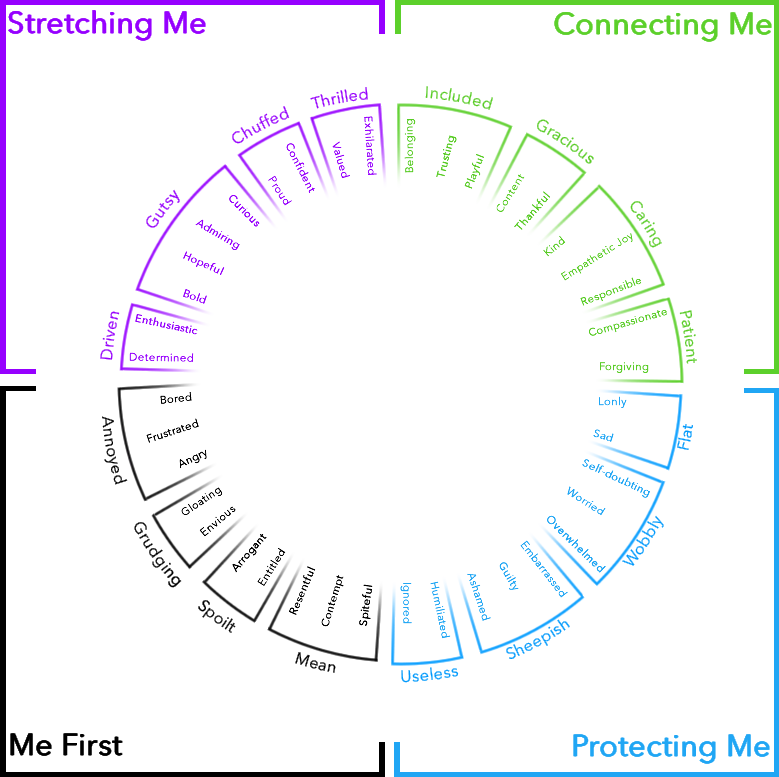 Stretching Me
Connecting Me
Thrilled
Exhilarated
Valued
Chuffed
Confident
Proud
Gutsy
Curious
Admiring
Hopeful
Bold
Driven
Enthusiastic
Determined
Included
Belonging
Trusting
Playful
Gracious
Content
Thankful
Caring
Kind
Empathetic Joy
Responsible
Patient
Compassionate
Forgiving
Flat
Lonly
Sad
Wobbly
Self-doubting
Worried
Overwhelmed
Sheepish
Embarrassed
Guilty
Ashamed
Useless
Humiliated
Ignored
Mean
Spiteful
Contempt
Resentful
Spoilt
Entitled
Arrogant
Grudging
Envious
Gloating
Annoyed
Angry
Frustrated
Bored
Me First
Protecting Me